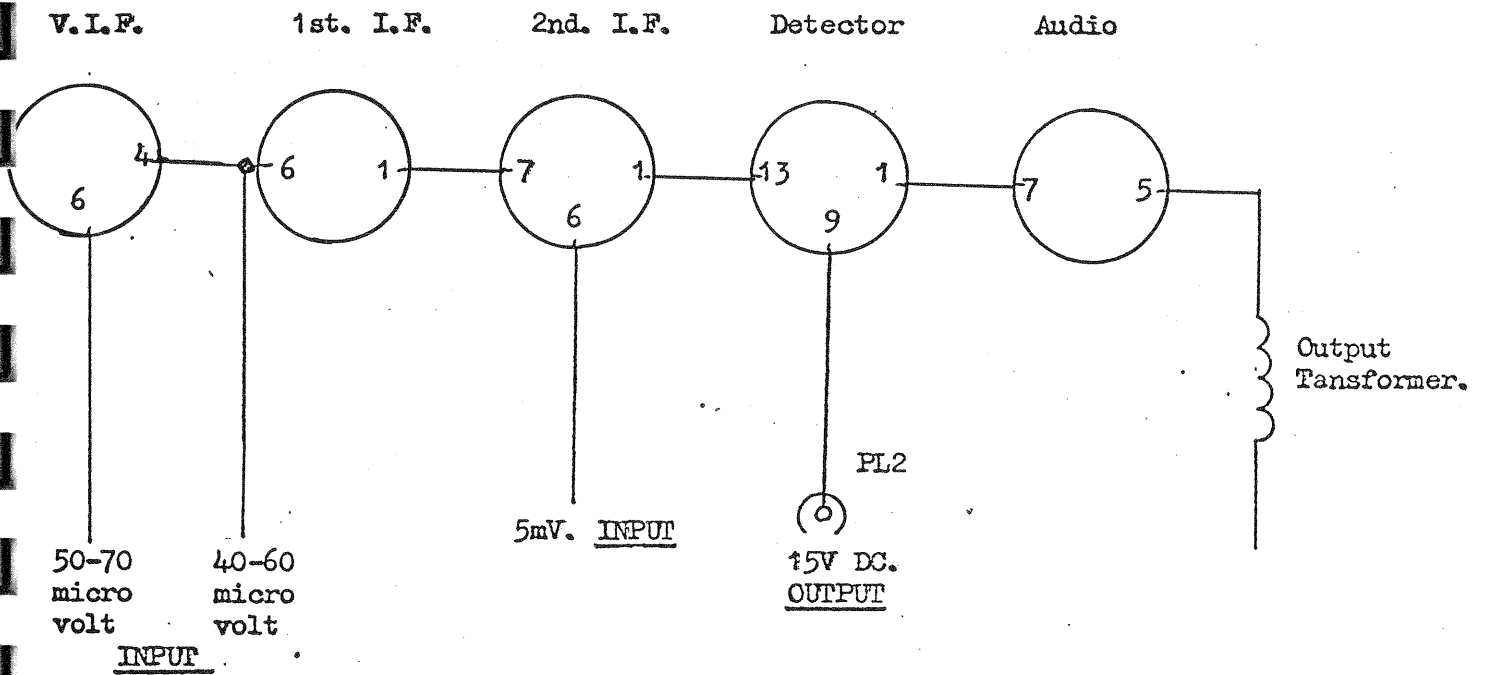 V.I.F. 1st. I.F. 2nd. I.F. Detector Audio
4 6 1 7 1 13 1 7 5
6 6 9
Output
Tansformer.
PL2
5mV. INPUT
15V DC.
OUTPUT
50-70 40-60
micro micro
volt volt
INPUT